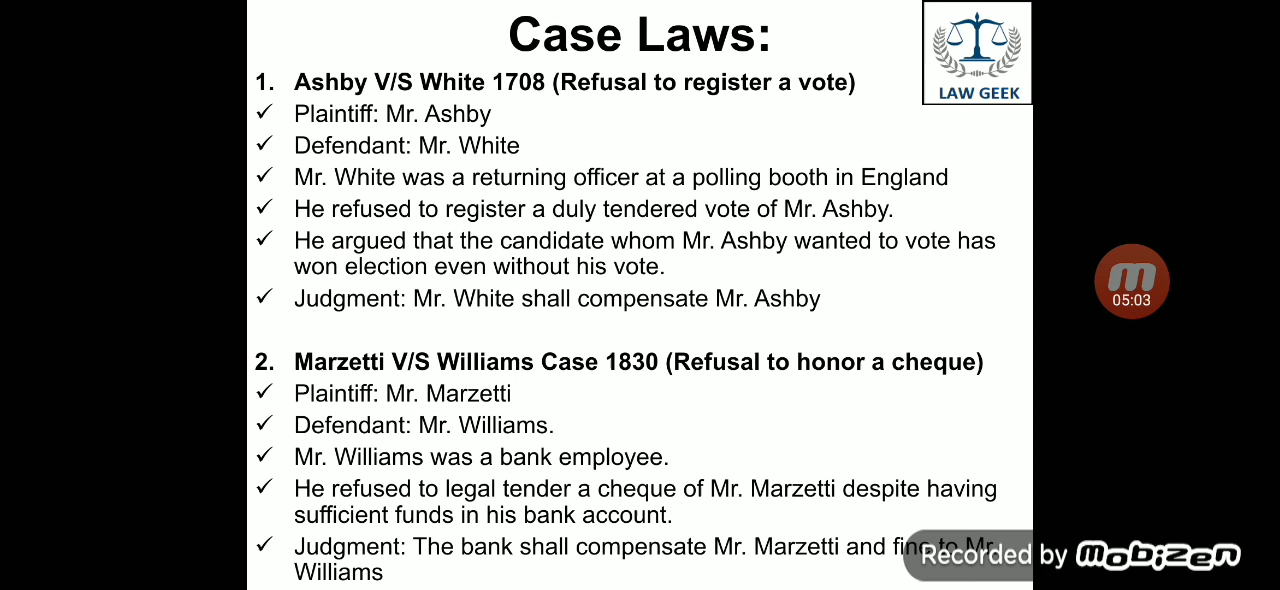 Case Laws:
LAW GEEK
1. Ashby V/S White 1708 (Refusal to register a vote)
✓ Plaintiff: Mr. Ashby
✓ Defendant: Mr. White
✓ Mr. White was a returning officer at a polling booth in England
✓ He refused to register a duly tendered vote of Mr. Ashby.
✓ He argued that the candidate whom Mr. Ashby wanted to vote has
won election even without his vote.
✓ Judgment: Mr. White shall compensate Mr. Ashby
05:03
2. Marzetti V/S Williams Case 1830 (Refusal to honor a cheque)
✓ Plaintiff: Mr. Marzetti
✓ Defendant: Mr. Williams.
✓ Mr. Williams was a bank employee.
✓ He refused to legal tender a cheque of Mr. Marzetti despite having
sufficient funds in his bank account.
✓ Judgment: The bank shall compensate Mr. Marzetti and fine to Mr.
Williams
Recorded by mobizen